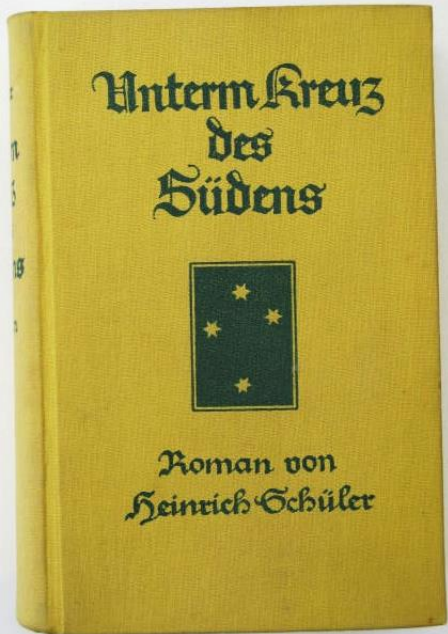 Unterm Kreuz
des
Südens
Roman von
Heinrich Schüler